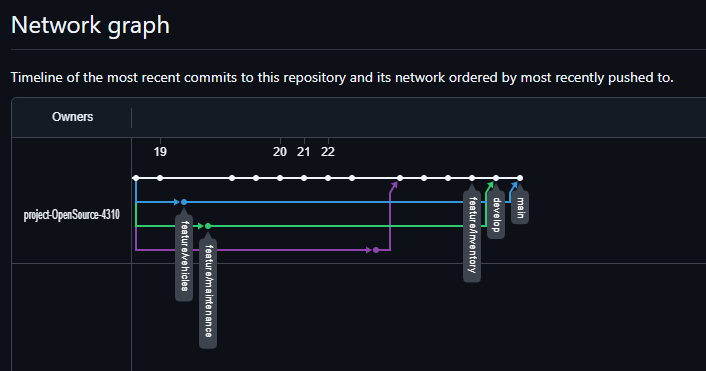 Network graph
Timeline of the most recent commits to this repository and its network ordered by most recently pushed to.
Owners
19 20 21 22
project-OpenSource-4310
feature/vehicles
feature/maintenance
feature/inventory
develop
main